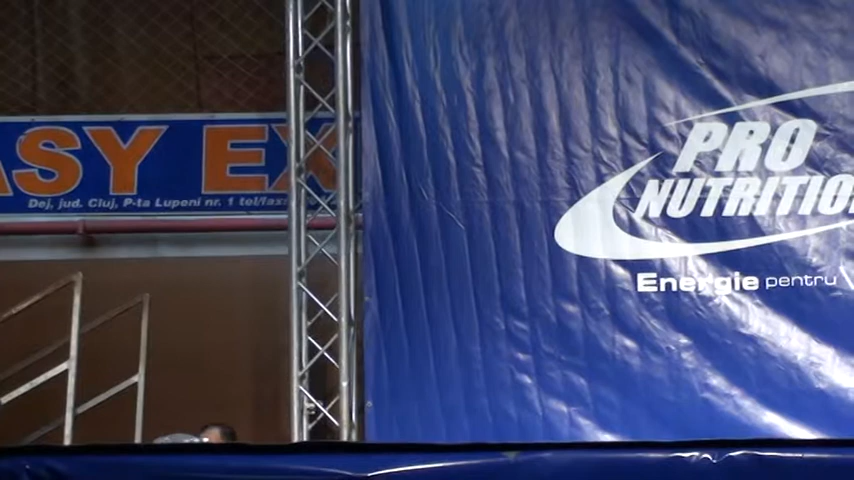 ASY EX
Dej, jud. Cluj, P-ta Lupeni nr. 1 tel/fax
PRO
NUTRITIO
Energie pentru